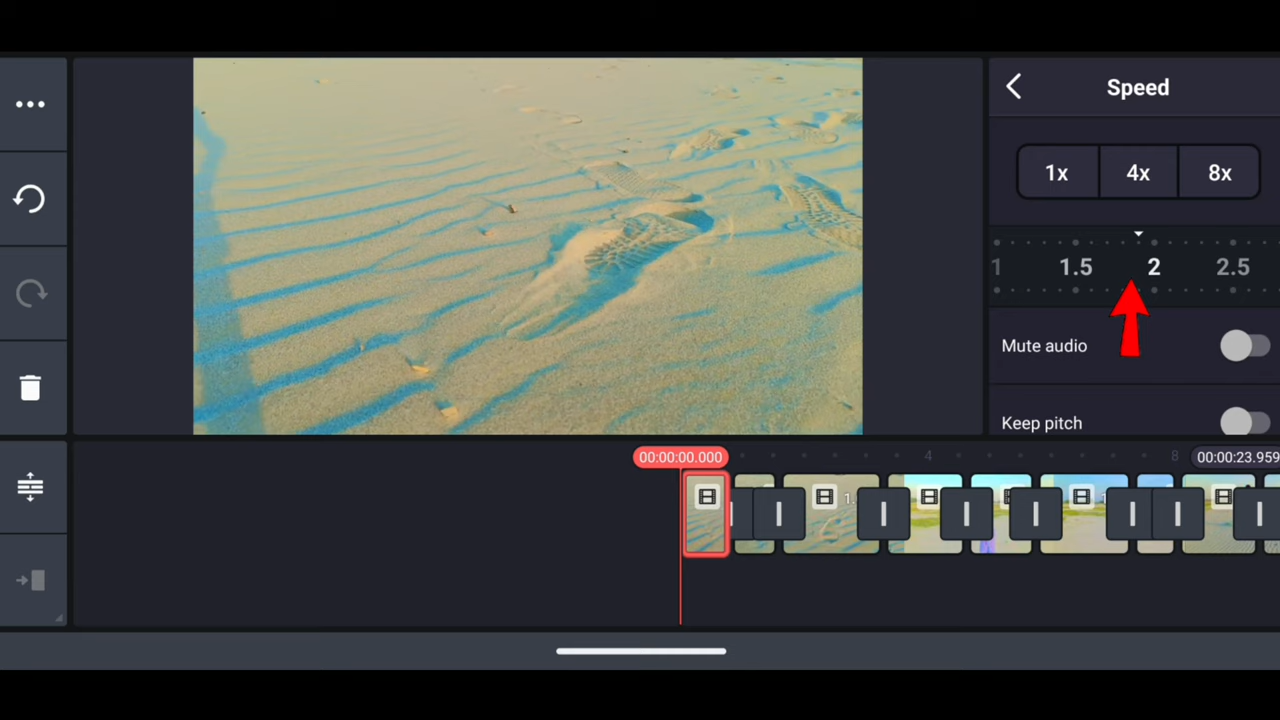 Speed
1x 4x 8x
1 1.5 2 2.5
Mute audio
Keep pitch
00:00:00.000 4 8 00:00:23.959
1.